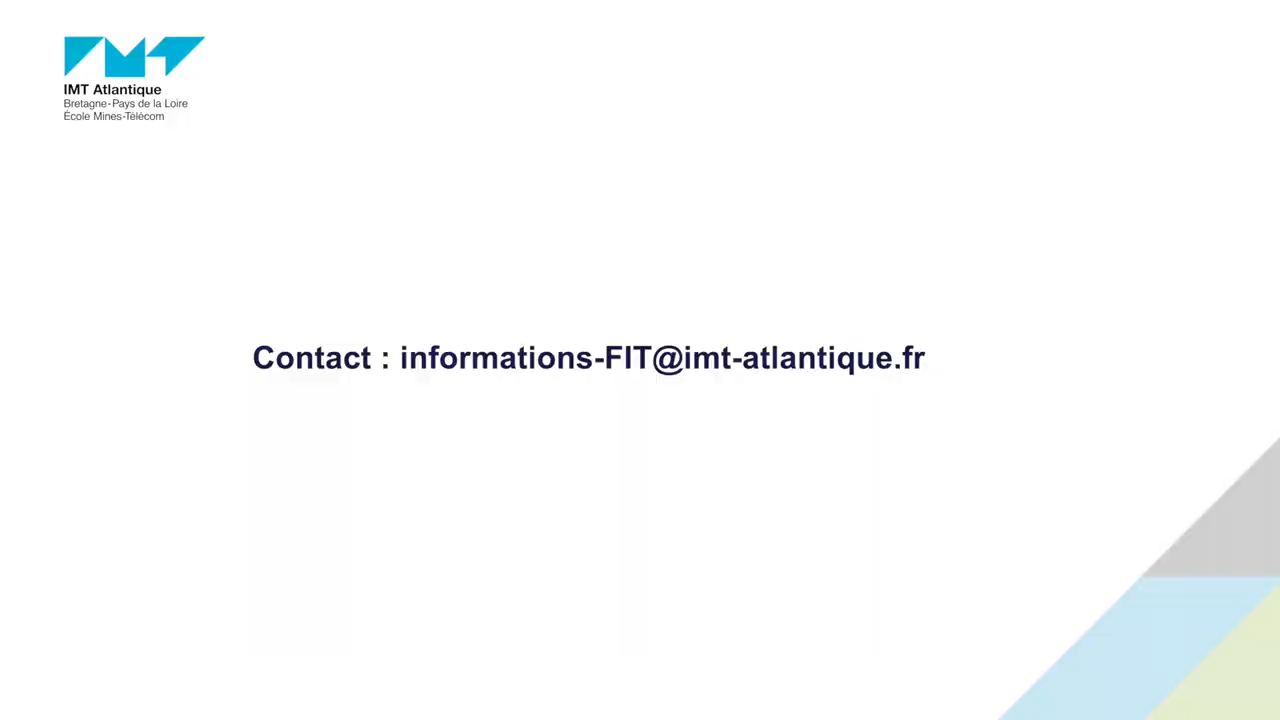 IMT Atlantique
Bretagne-Pays de la Loire
École Mines-Télécom
Contact : informations-FIT@imt-atlantique.fr